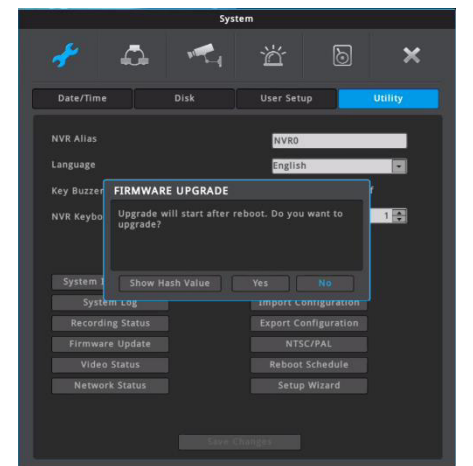 System
Date/Time Disk User Setup Utility
NVR Alias NVR0
Language English
Key Buzzer
FIRMWARE UPGRADE
NVR Keybo 1
Upgrade will start after reboot. Do you want to
upgrade?
Show Hash Value Yes No
System
System Log Import Configuration
Recording Status Export Configuration
Firmware Update NTSC/PAL
Video Status Reboot Schedule
Network Status Setup Wizard
Save Changes